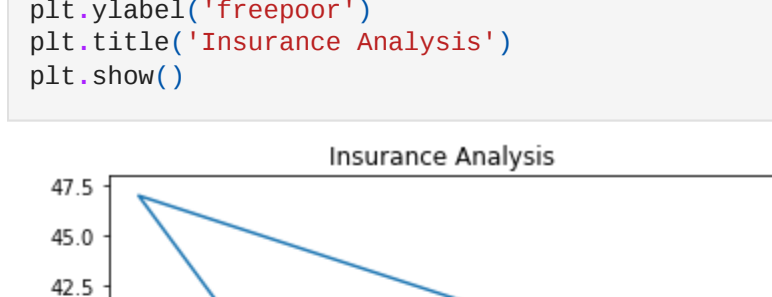 plt.ylabel('freepoor')
plt.title('Insurance Analysis')
plt.show()
Insurance Analysis
47.5
45.0
42.5